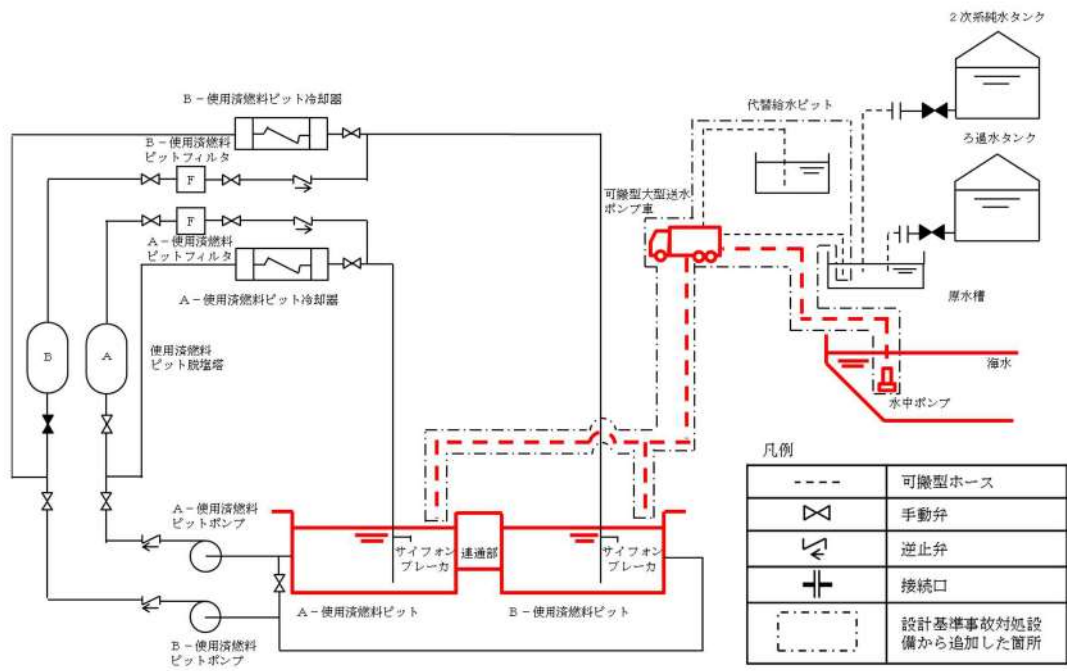 2次系純水タンク
B-使用済燃料ピット冷却器
代替給水ピット
B-使用済燃料
ピットフィルタ
ろ過水タンク
F
可搬型大型送水
ポンプ車
F
A-使用済燃料
ピットフィルタ
A-使用済燃料ピット冷却器
原水槽
B
A
使用済燃料
ピット脱塩塔
海水
水中ポンプ
A-使用済燃料
ピットポンプ
サイフォン
ブレーカ
連通部
サイフォン
ブレーカ
A-使用済燃料ピット
B-使用済燃料ピット
B-使用済燃料
ピットポンプ
凡例
可搬型ホース
手動弁
逆止弁
接続口
設計基準事故対処設
備から追加した箇所